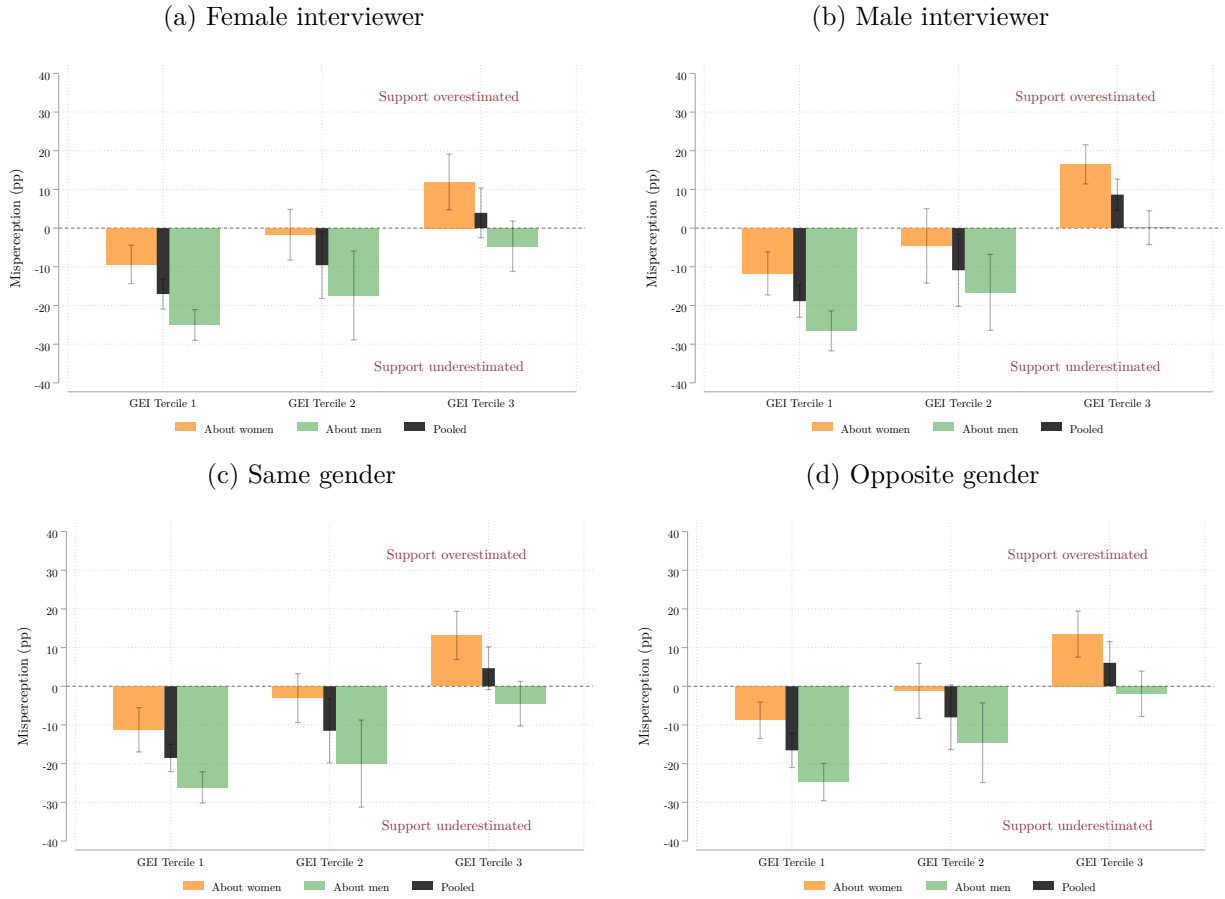 (a) Female interviewer
Support overestimated
Misperception (pp)
40
30
20
10
0
-10
-20
-30
-40
Support underestimated
GEI Tercile 1 GEI Tercile 2 GEI Tercile 3
About women About men Pooled
(b) Male interviewer
Support overestimated
Misperception (pp)
40
30
20
10
0
-10
-20
-30
-40
Support underestimated
GEI Tercile 1 GEI Tercile 2 GEI Tercile 3
About women About men Pooled
(c) Same gender
Support overestimated
Misperception (pp)
40
30
20
10
0
-10
-20
-30
-40
Support underestimated
GEI Tercile 1 GEI Tercile 2 GEI Tercile 3
About women About men Pooled
(d) Opposite gender
Support overestimated
Misperception (pp)
40
30
20
10
0
-10
-20
-30
-40
Support underestimated
GEI Tercile 1 GEI Tercile 2 GEI Tercile 3
About women About men Pooled